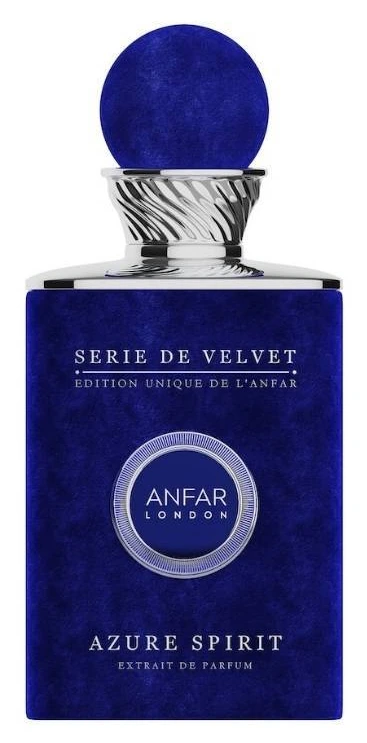 SERIE DE VELVET
EDITION UNIQUE DE L'ANFAR
ANFAR
LONDON
AZURE SPIRIT
EXTRAIT DE PARFUM